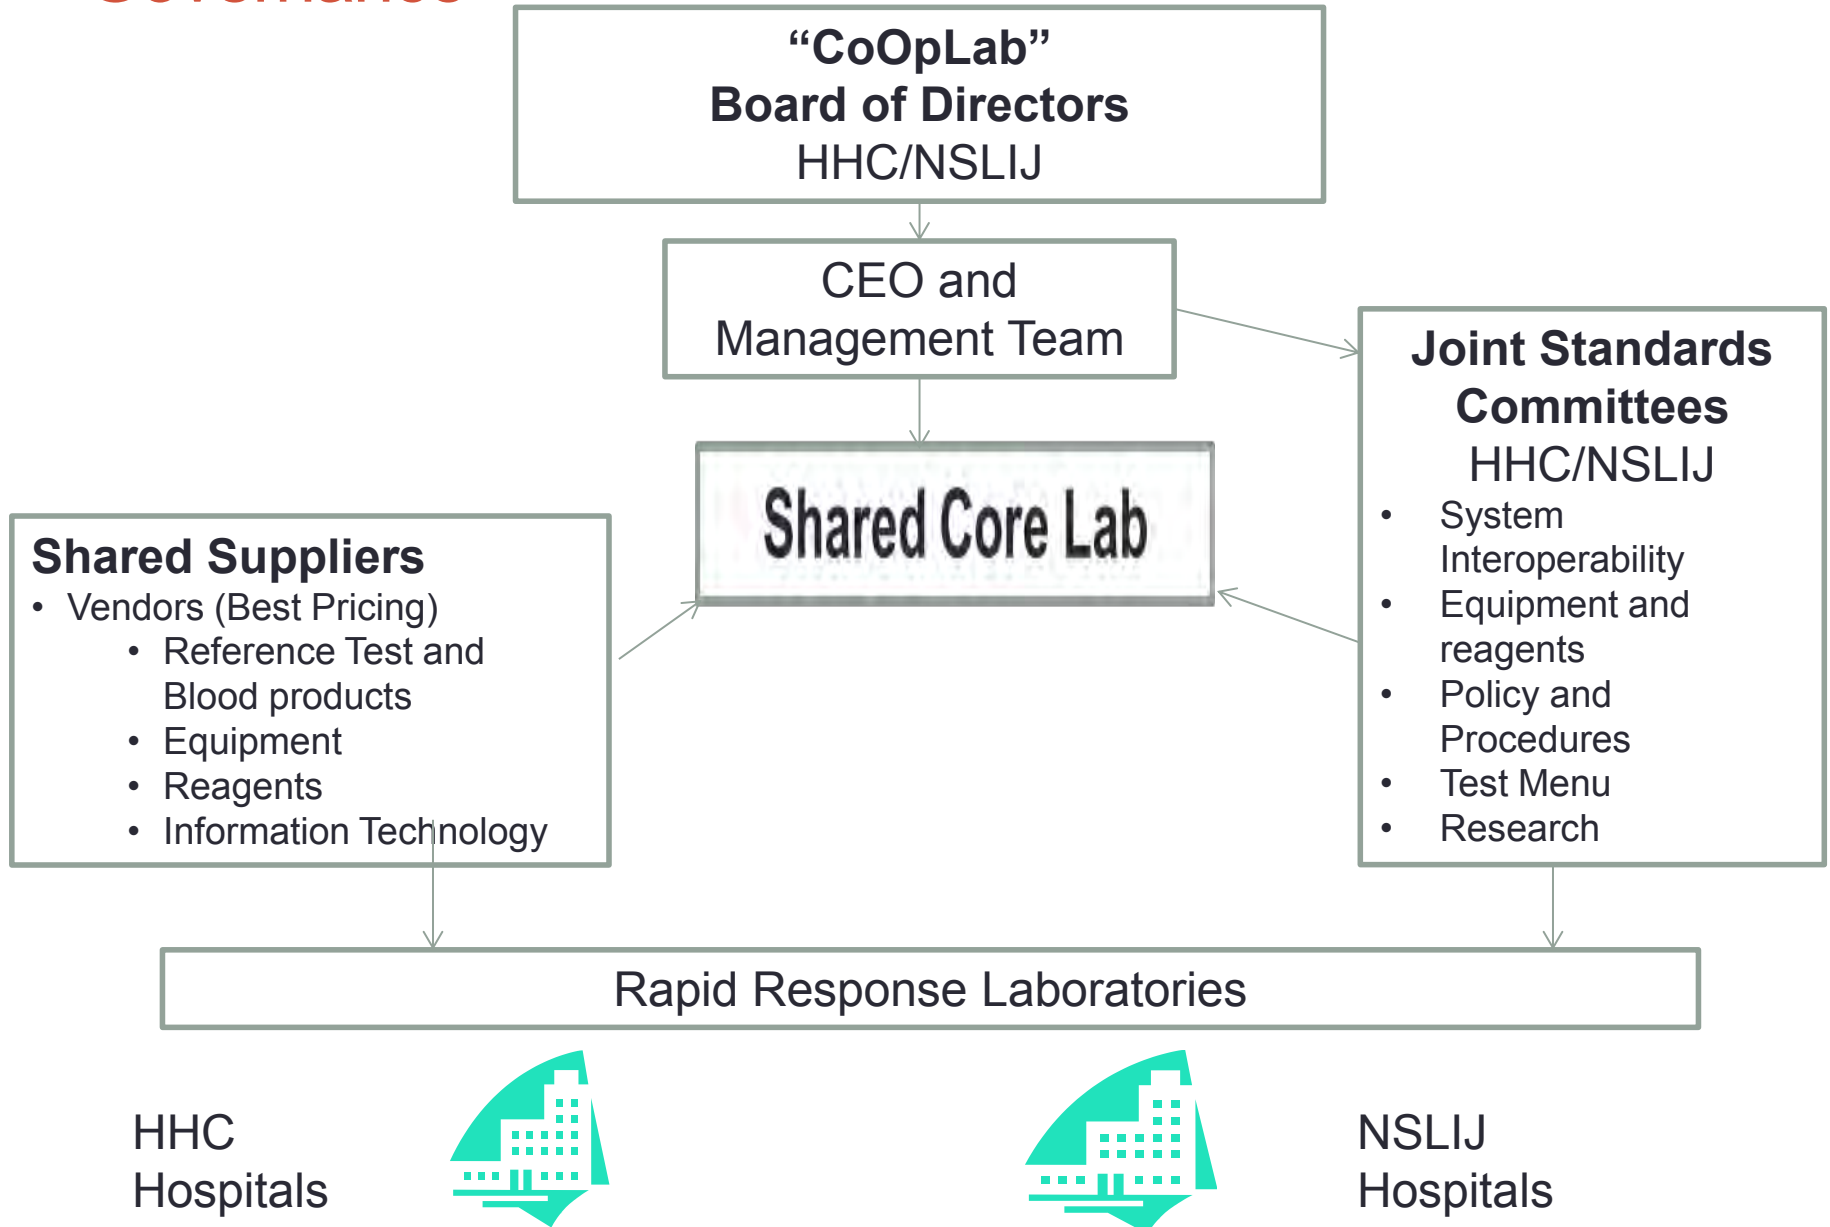 Governance
“CoOpLab”
Board of Directors
HHC/NSLIJ
CEO and
Management Team
Joint Standards
Committees
HHC/NSLIJ
• System
Interoperability
• Equipment and
reagents
• Policy and
Procedures
• Test Menu
• Research
Shared Core Lab
Shared Suppliers
• Vendors (Best Pricing)
• Reference Test and
Blood products
• Equipment
• Reagents
• Information Technology
Rapid Response Laboratories
HHC
Hospitals
NSLIJ
Hospitals